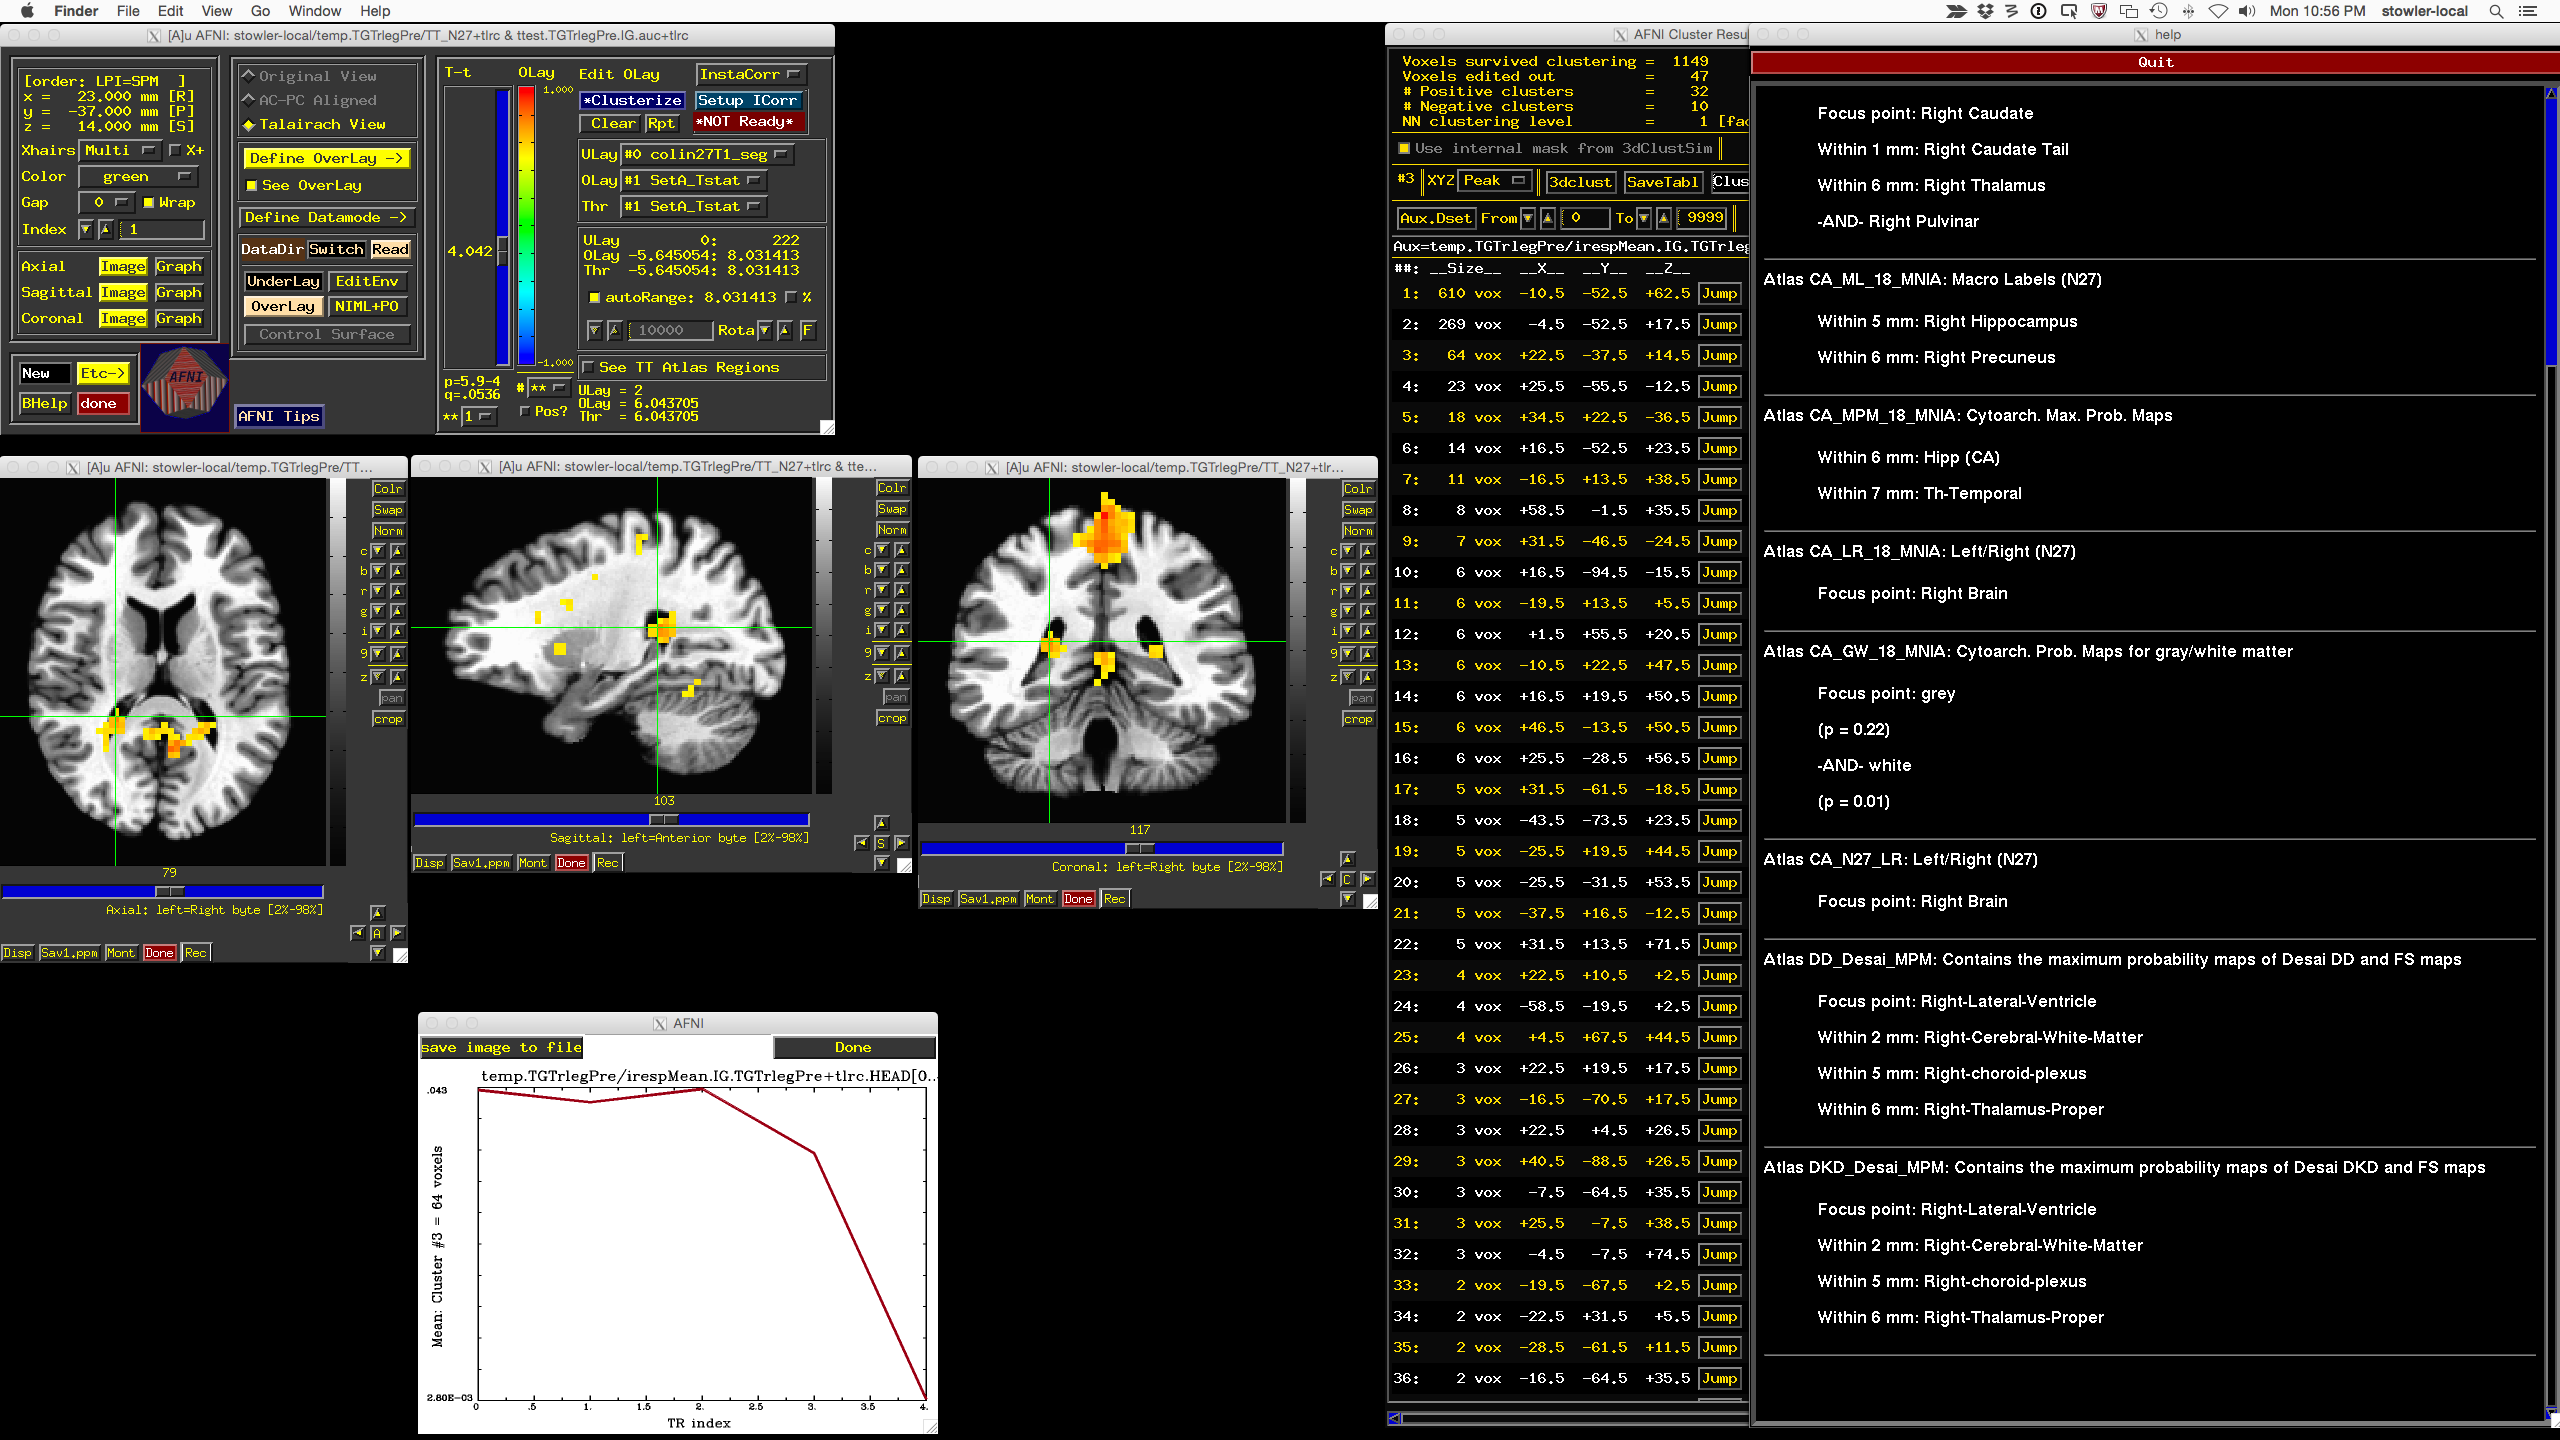 Finder File Edit View Go Window Help
Mon 10:56 PM stowler-local
[A]u AFNI: stowler-local/temp.TGTrlegPre/TT_N27+tlrc & ttest.TGTrlegPre.IG.auc+tlrc
[order: LPI=SPM ]
x = 23.000 mm [R]
y = -37.000 mm [P]
z = 14.000 mm [S]
Xhairs Multi X+
Color green
Gap 0 Wrap
Index 1
Axial Image Graph
Sagittal Image Graph
Coronal Image Graph
New Etc->
BHelp done
AFNI
Original View
AC-PC Aligned
Talairach View
Define OverLay ->
See OverLay
Define Datamode ->
DataDir Switch Read
UnderLay EditEnv
OverLay NIML+PO
Control Surface
AFNI Tips
T-t
4.042
p=5.9-4
q=.0536
** 1
OLay
1.000
-1.000
# **
Pos?
Edit OLay InstaCorr
*Clusterize Setup ICorr
Clear Rpt *NOT Ready*
ULay #0 colin27T1_seg
OLay #1 SetA_Tstat
Thr #1 SetA_Tstat
ULay 0: 222
OLay -5.645054: 8.031413
Thr -5.645054: 8.031413
autoRange: 8.031413 %
10000 Rota F
See TT Atlas Regions
ULay = 2
OLay = 6.043705
Thr = 6.043705
[A]u AFNI: stowler-local/temp.TGTrlegPre/TT...
Colr
Swap
Norm
c
b
r
g
i
9
z
pan
crop
79
Axial: left=Right byte [2%-98%]
A
Disp Sav1.ppm Mont Done Rec
[A]u AFNI: stowler-local/temp.TGTrlegPre/TT_N27+tlrc & tte...
Colr
Swap
Norm
c
b
r
g
i
9
z
pan
crop
103
Sagittal: left=Anterior byte [2%-98%]
S
Disp Sav1.ppm Mont Done Rec
[A]u AFNI: stowler-local/temp.TGTrlegPre/TT_N27+tlr...
Colr
Swap
Norm
c
b
r
g
i
9
z
pan
crop
117
Coronal: left=Right byte [2%-98%]
C
Disp Sav1.ppm Mont Done Rec
AFNI
save image to file Done
temp.TGTrlegPre/irespMean.IG.TGTrlegPre+tlrc.HEAD[0..
.043
Mean: Cluster #3 = 64 voxels
2.80E-03
0 .5 1. 1.5 2. 2.5 3. 3.5 4.
TR index
AFNI Cluster Resu
Voxels survived clustering = 1149
Voxels edited out = 47
# Positive clusters = 32
# Negative clusters = 10
NN clustering level = 1 [fac
Use internal mask from 3dClustSim
#3 XYZ Peak 3dclust SaveTabl Clus
Aux.Dset From 0 To 9999
Aux=temp.TGTrlegPre/irespMean.IG.TGTrleg
##: __Size__ __X__ __Y__ __Z__
1: 610 vox -10.5 -52.5 +62.5 Jump
2: 269 vox -4.5 -52.5 +17.5 Jump
3: 64 vox +22.5 -37.5 +14.5 Jump
4: 23 vox +25.5 -55.5 -12.5 Jump
5: 18 vox +34.5 +22.5 -36.5 Jump
6: 14 vox +16.5 -52.5 +23.5 Jump
7: 11 vox -16.5 +13.5 +38.5 Jump
8: 8 vox +58.5 -1.5 +35.5 Jump
9: 7 vox +31.5 -46.5 -24.5 Jump
10: 6 vox +16.5 -94.5 -15.5 Jump
11: 6 vox -19.5 +13.5 +5.5 Jump
12: 6 vox +1.5 +55.5 +20.5 Jump
13: 6 vox -10.5 +22.5 +47.5 Jump
14: 6 vox +16.5 +19.5 +50.5 Jump
15: 6 vox +46.5 -13.5 +50.5 Jump
16: 6 vox +25.5 -28.5 +56.5 Jump
17: 5 vox +31.5 -61.5 -18.5 Jump
18: 5 vox -43.5 -73.5 +23.5 Jump
19: 5 vox -25.5 +19.5 +44.5 Jump
20: 5 vox -25.5 -31.5 +53.5 Jump
21: 5 vox -37.5 +16.5 -12.5 Jump
22: 5 vox +31.5 +13.5 +71.5 Jump
23: 4 vox +22.5 +10.5 +2.5 Jump
24: 4 vox -58.5 -19.5 +2.5 Jump
25: 4 vox +4.5 +67.5 +44.5 Jump
26: 3 vox +22.5 +19.5 +17.5 Jump
27: 3 vox -16.5 -70.5 +17.5 Jump
28: 3 vox +22.5 +4.5 +26.5 Jump
29: 3 vox +40.5 -88.5 +26.5 Jump
30: 3 vox -7.5 -64.5 +35.5 Jump
31: 3 vox +25.5 -7.5 +38.5 Jump
32: 3 vox -4.5 -7.5 +74.5 Jump
33: 2 vox -19.5 -67.5 +2.5 Jump
34: 2 vox -22.5 +31.5 +5.5 Jump
35: 2 vox -28.5 -61.5 +11.5 Jump
36: 2 vox -16.5 -64.5 +35.5 Jump
help
Quit
Focus point: Right Caudate
Within 1 mm: Right Caudate Tail
Within 6 mm: Right Thalamus
-AND- Right Pulvinar
Atlas CA_ML_18_MNIA: Macro Labels (N27)
Within 5 mm: Right Hippocampus
Within 6 mm: Right Precuneus
Atlas CA_MPM_18_MNIA: Cytoarch. Max. Prob. Maps
Within 6 mm: Hipp (CA)
Within 7 mm: Th-Temporal
Atlas CA_LR_18_MNIA: Left/Right (N27)
Focus point: Right Brain
Atlas CA_GW_18_MNIA: Cytoarch. Prob. Maps for gray/white matter
Focus point: grey
(p = 0.22)
-AND- white
(p = 0.01)
Atlas CA_N27_LR: Left/Right (N27)
Focus point: Right Brain
Atlas DD_Desai_MPM: Contains the maximum probability maps of Desai DD and FS maps
Focus point: Right-Lateral-Ventricle
Within 2 mm: Right-Cerebral-White-Matter
Within 5 mm: Right-choroid-plexus
Within 6 mm: Right-Thalamus-Proper
Atlas DKD_Desai_MPM: Contains the maximum probability maps of Desai DKD and FS maps
Focus point: Right-Lateral-Ventricle
Within 2 mm: Right-Cerebral-White-Matter
Within 5 mm: Right-choroid-plexus
Within 6 mm: Right-Thalamus-Proper